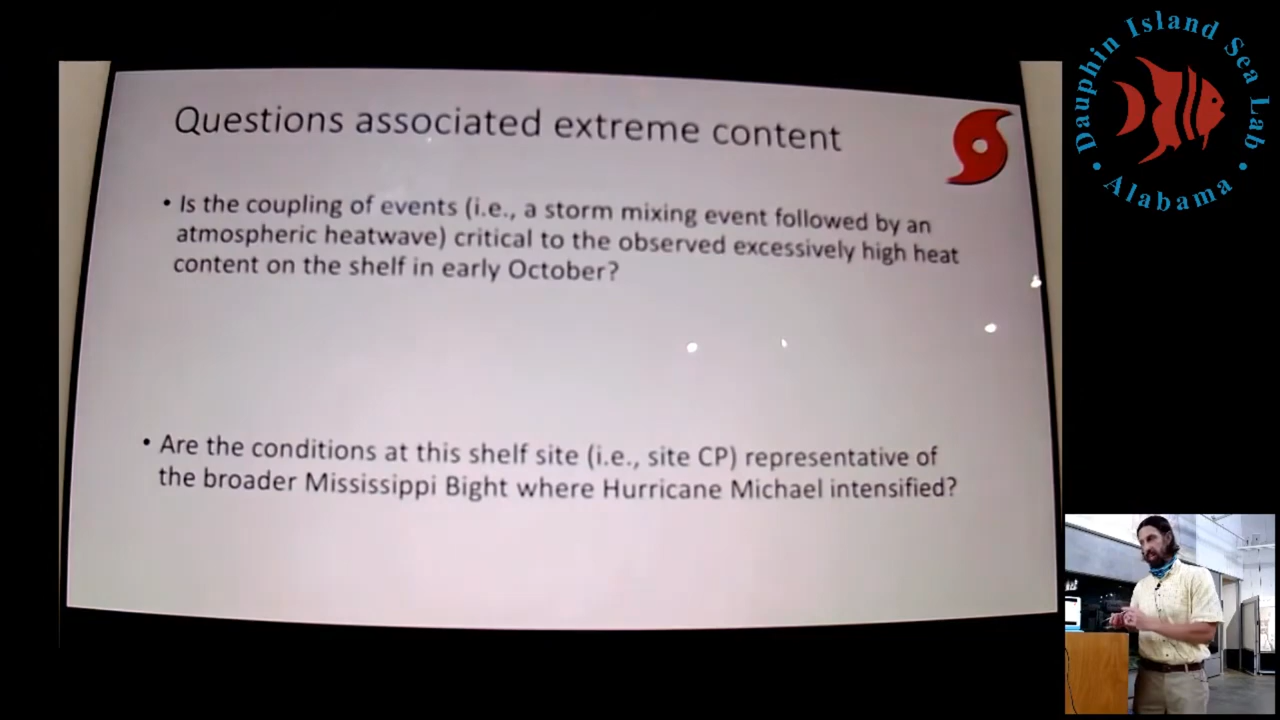 Questions associated extreme content
• Is the coupling of events (i.e., a storm mixing event followed by an
atmospheric heatwave) critical to the observed excessively high heat
content on the shelf in early October?
• Are the conditions at this shelf site (i.e., site CP) representative of
the broader Mississippi Bight where Hurricane Michael intensified?
Dauphin Island Sea Lab
• Alabama •